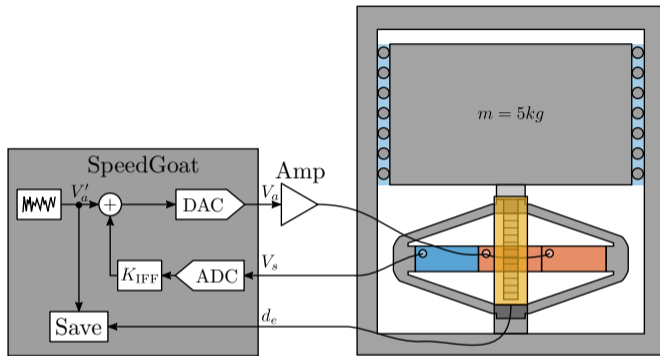 SpeedGoat
Amp
V'a
+
DAC
Va
m = 5kg
KIFF
ADC
Vs
Save
de